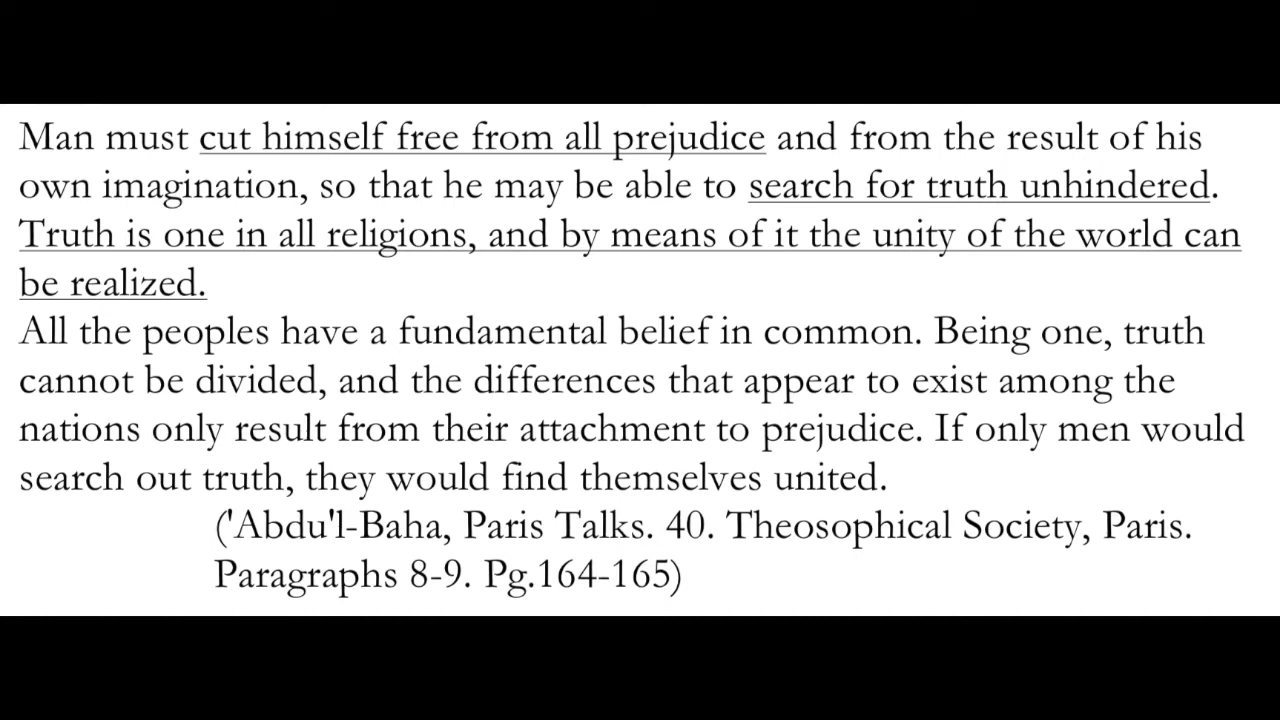 Man must cut himself free from all prejudice and from the result of his
own imagination, so that he may be able to search for truth unhindered.
Truth is one in all religions, and by means of it the unity of the world can
be realized.
All the peoples have a fundamental belief in common. Being one, truth
cannot be divided, and the differences that appear to exist among the
nations only result from their attachment to prejudice. If only men would
search out truth, they would find themselves united.
('Abdu'l-Baha, Paris Talks. 40. Theosophical Society, Paris.
Paragraphs 8-9. Pg.164-165)